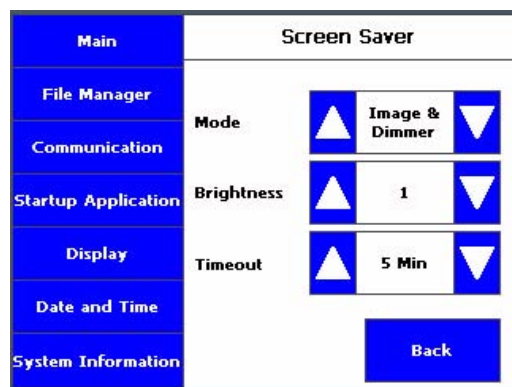 Main
File Manager
Communication
Startup Application
Display
Date and Time
System Information
Screen Saver
Mode
Image &
Dimmer
Brightness
1
Timeout
5 Min
Back